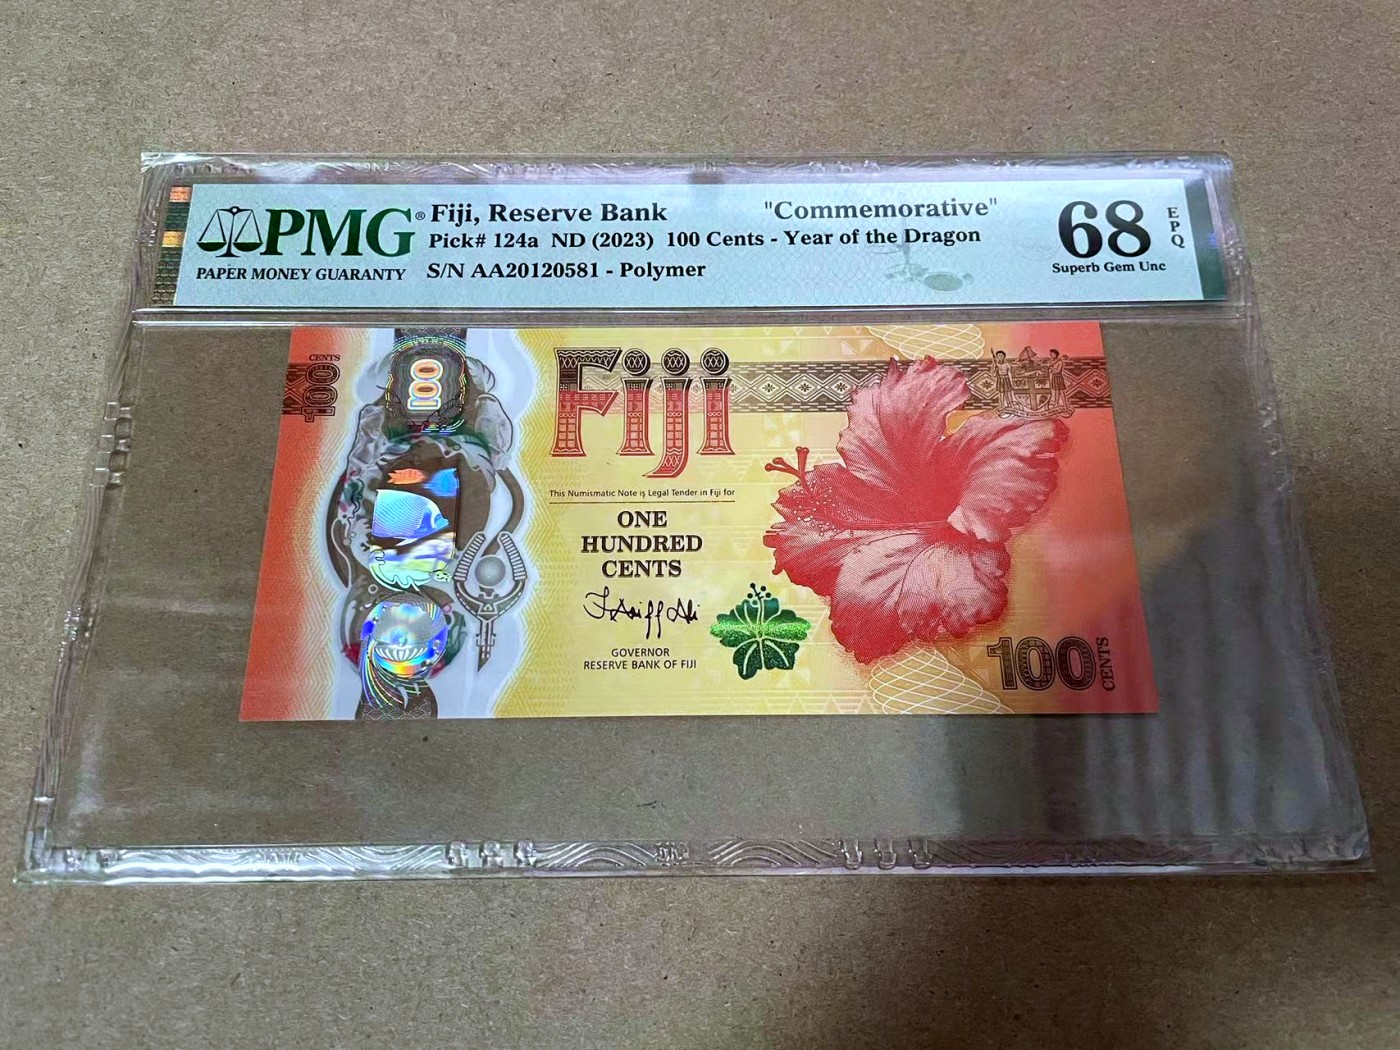 PMG®
PAPER MONEY GUARANTY
Fiji, Reserve Bank "Commemorative"
Pick# 124a ND (2023) 100 Cents - Year of the Dragon
S/N AA20120581 - Polymer
68
EPQ
Superb Gem Unc
CENTS
100
100
Fiji
This Numismatic Note is Legal Tender in Fiji for
ONE
HUNDRED
CENTS
GOVERNOR
RESERVE BANK OF FIJI
100 CENTS